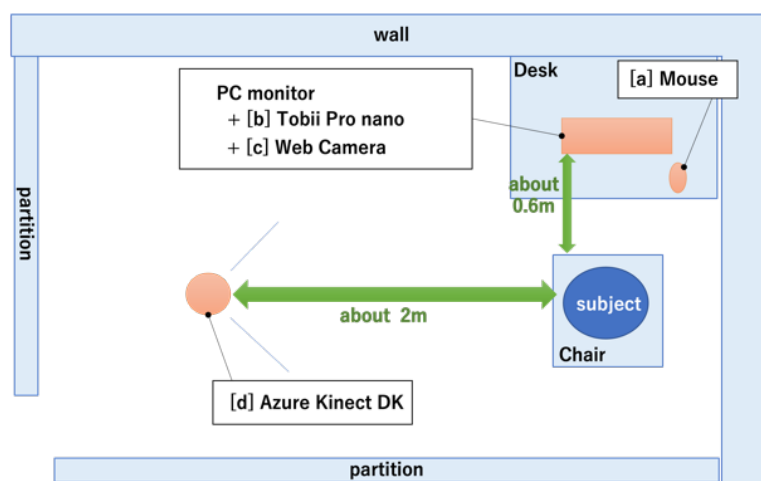 wall
Desk
[a] Mouse
PC monitor
+ [b] Tobii Pro nano
+ [c] Web Camera
about
0.6m
partition
about 2m
subject
Chair
[d] Azure Kinect DK
partition